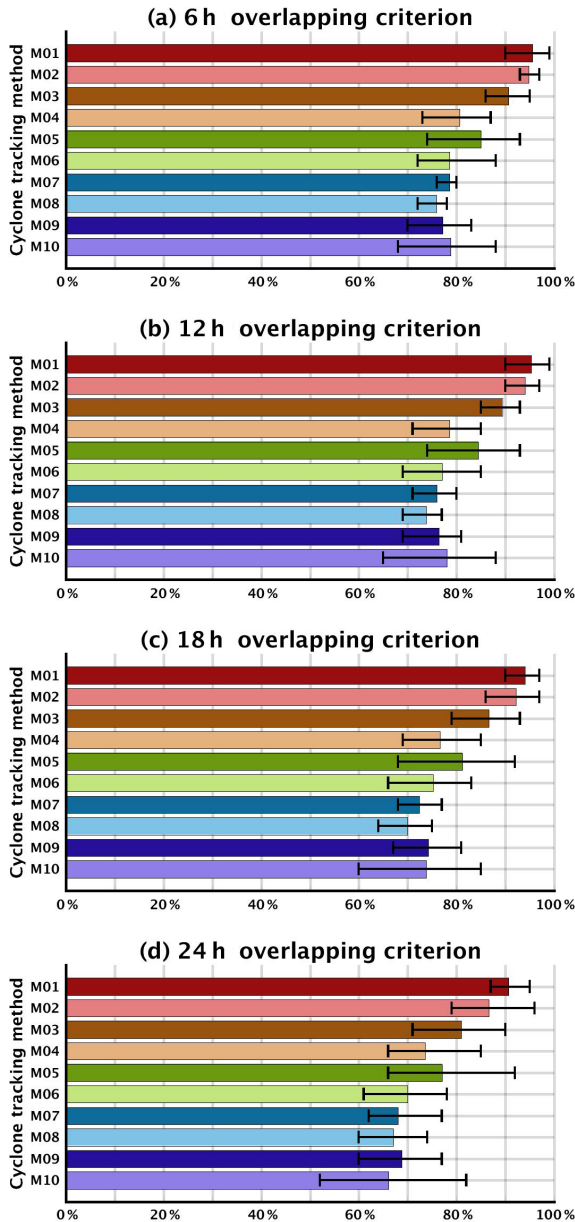 (a) 6 h overlapping criterion
Cyclone tracking method
M01
M02
M03
M04
M05
M06
M07
M08
M09
M10
0 % 20 % 40 % 60 % 80 % 100 %
(b) 12 h overlapping criterion
Cyclone tracking method
M01
M02
M03
M04
M05
M06
M07
M08
M09
M10
0 % 20 % 40 % 60 % 80 % 100 %
(c) 18 h overlapping criterion
Cyclone tracking method
M01
M02
M03
M04
M05
M06
M07
M08
M09
M10
0 % 20 % 40 % 60 % 80 % 100 %
(d) 24 h overlapping criterion
Cyclone tracking method
M01
M02
M03
M04
M05
M06
M07
M08
M09
M10
0 % 20 % 40 % 60 % 80 % 100 %